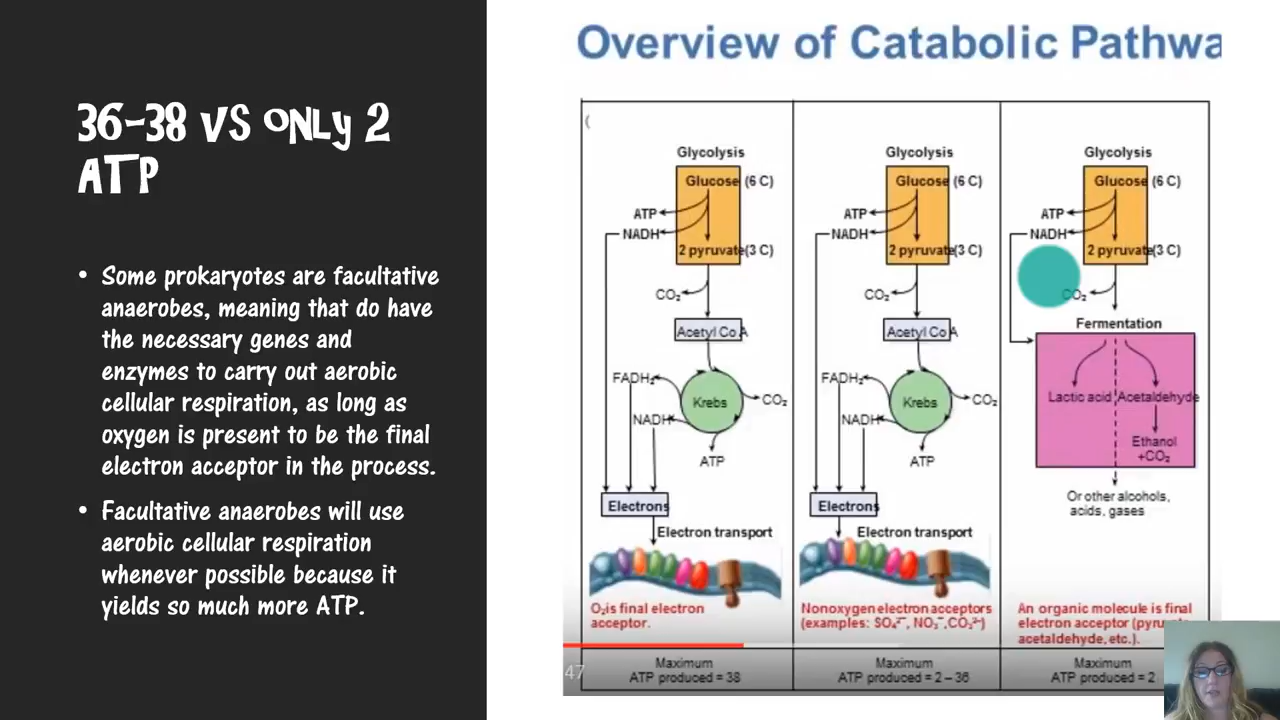 36-38 VS ONLY 2
ATP
• Some prokaryotes are facultative
anaerobes, meaning that do have
the necessary genes and
enzymes to carry out aerobic
cellular respiration, as long as
oxygen is present to be the final
electron acceptor in the process.
• Facultative anaerobes will use
aerobic cellular respiration
whenever possible because it
yields so much more ATP.
Overview of Catabolic Pathwa
(
Glycolysis
Glucose (6 C)
ATP
NADH
2 pyruvate(3 C)
CO₂
Acetyl Co A
FADH₂
Krebs
CO₂
NADH
ATP
Electrons
Electron transport
O₂is final electron
acceptor.
Maximum
ATP produced = 38
Glycolysis
Glucose (6 C)
ATP
NADH
2 pyruvate(3 C)
CO₂
Acetyl Co A
FADH₂
Krebs
CO₂
NADH
ATP
Electrons
Electron transport
Nonoxygen electron acceptors
(examples: SO₄²⁻, NO₃⁻,CO₃²⁻)
Maximum
ATP produced = 2 – 36
Glycolysis
Glucose (6 C)
ATP
NADH
2 pyruvate(3 C)
CO₂
Fermentation
Lactic acid Acetaldehyde
Ethanol
+CO₂
Or other alcohols,
acids, gases
An organic molecule is final
electron acceptor
acetaldehyde, etc.).
Maximum
ATP produced = 2
47